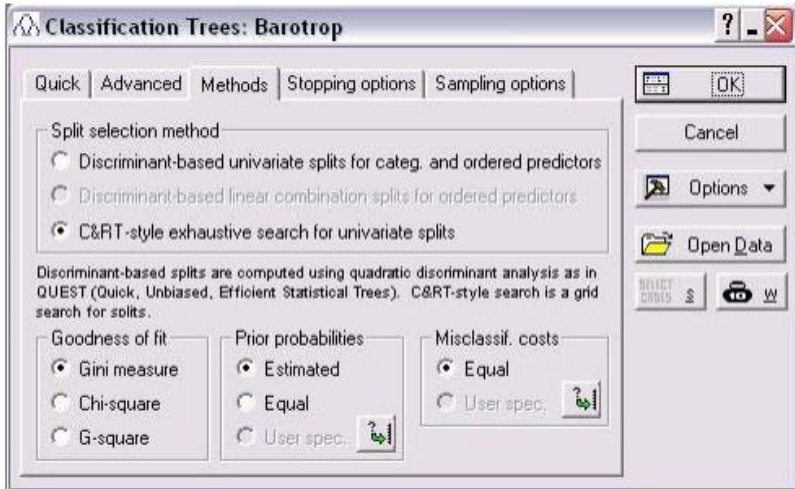 Classification Trees: Barotrop
Quick Advanced Methods Stopping options Sampling options
Split selection method
Discriminant-based univariate splits for categ. and ordered predictors
Discriminant-based linear combination splits for ordered predictors
C&RT-style exhaustive search for univariate splits
Discriminant-based splits are computed using quadratic discriminant analysis as in
QUEST (Quick, Unbiased, Efficient Statistical Trees). C&RT-style search is a grid
search for splits.
Goodness of fit
Gini measure
Chi-square
G-square
Prior probabilities
Estimated
Equal
User spec.
Misclassif. costs
Equal
User spec.
OK
Cancel
Options
Open Data
SELECT
CASES S
W